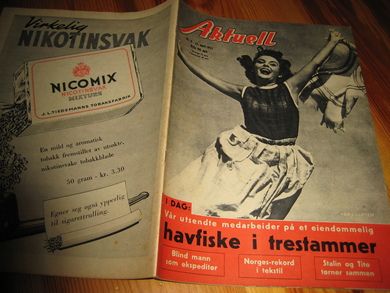 Virkelig
NIKOTINSVAK
NICOMIX
NIKOTINSVAK
MIXTURE
J.L.TIEDEMANNS TOBAKSFABRIK
En mild og aromatisk
tobakk fremstillet av utsøkte,
nikotinsvake tobakkblade
50 gram - kr. 3.30
Egner seg også ypperlig
til sigarettrulling.
Aktuell
I DAG:
Vår utsendte medarbeider på et eiendommelig
havfiske i trestammer
Blind mann
som ekspeditør
Norges-rekord
i tekstil
Stalin og Tito
tørner sammen